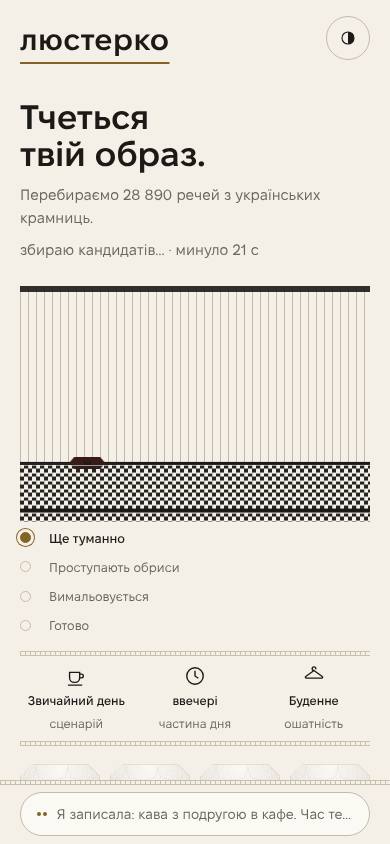 люстерко
Тчеться
твій образ.
Перебираємо 28 890 речей з українських
крамниць.
збираю кандидатів... · минуло 21 с
Ще туманно
Проступають обриси
Вимальовується
Готово
Звичайний день
сценарій
ввечері
частина дня
Буденне
ошатність
Я записала: кава з подругою в кафе. Час те...